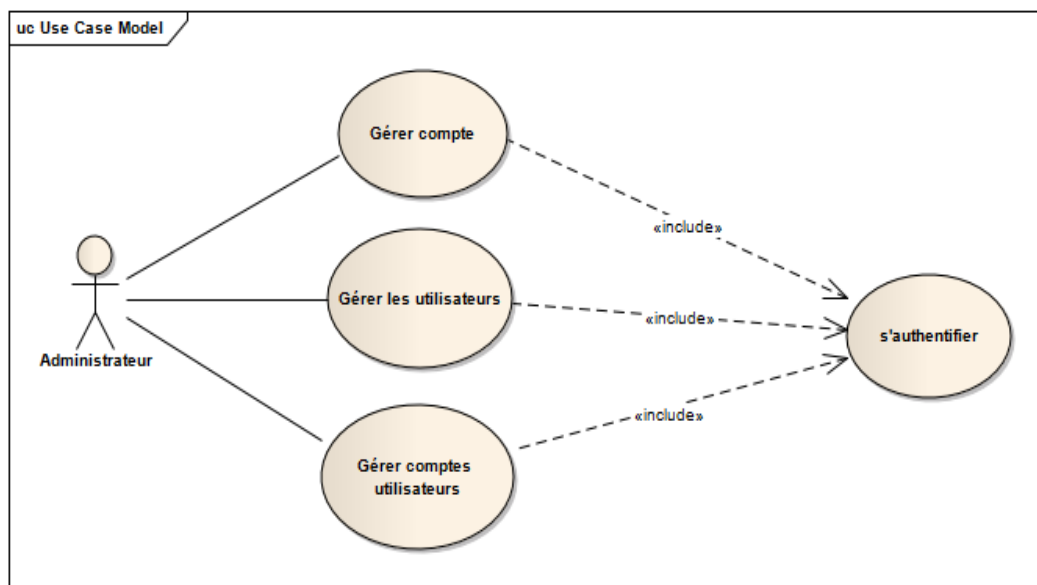 uc Use Case Model
Gérer compte
«include»
Gérer les utilisateurs
«include»
s'authentifier
Administrateur
«include»
Gérer comptes
utilisateurs